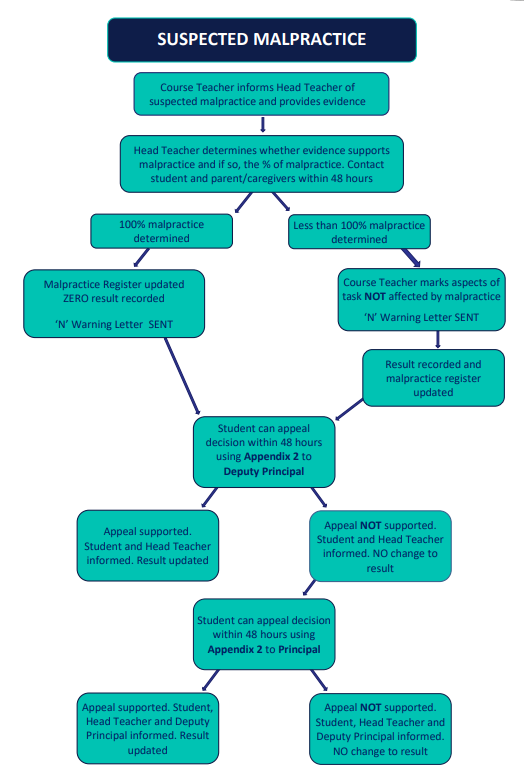 SUSPECTED MALPRACTICE
Course Teacher informs Head Teacher of
suspected malpractice and provides evidence
Head Teacher determines whether evidence supports
malpractice and if so, the % of malpractice. Contact
student and parent/caregivers within 48 hours
100% malpractice
determined
Less than 100% malpractice
determined
Malpractice Register updated
ZERO result recorded
‘N’ Warning Letter SENT
Course Teacher marks aspects of
task NOT affected by malpractice
‘N’ Warning Letter SENT
Result recorded and
malpractice register
updated
Student can appeal
decision within 48 hours
using Appendix 2 to
Deputy Principal
Appeal supported.
Student and Head Teacher
informed. Result updated
Appeal NOT supported.
Student and Head Teacher
informed. NO change to
result
Student can appeal decision
within 48 hours using
Appendix 2 to Principal
Appeal supported. Student,
Head Teacher and Deputy
Principal informed. Result
updated
Appeal NOT supported.
Student, Head Teacher and
Deputy Principal informed.
NO change to result